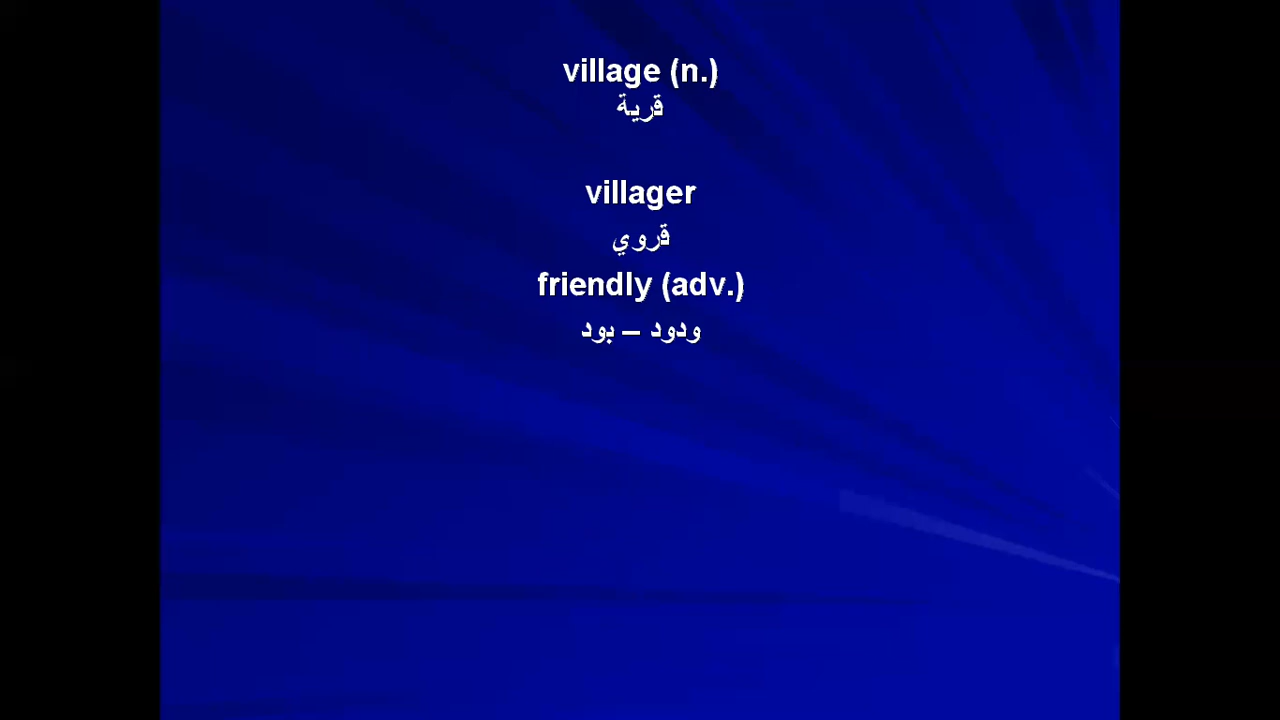 village (n.)
قرية
villager
قروي
friendly (adv.)
ودود – بود